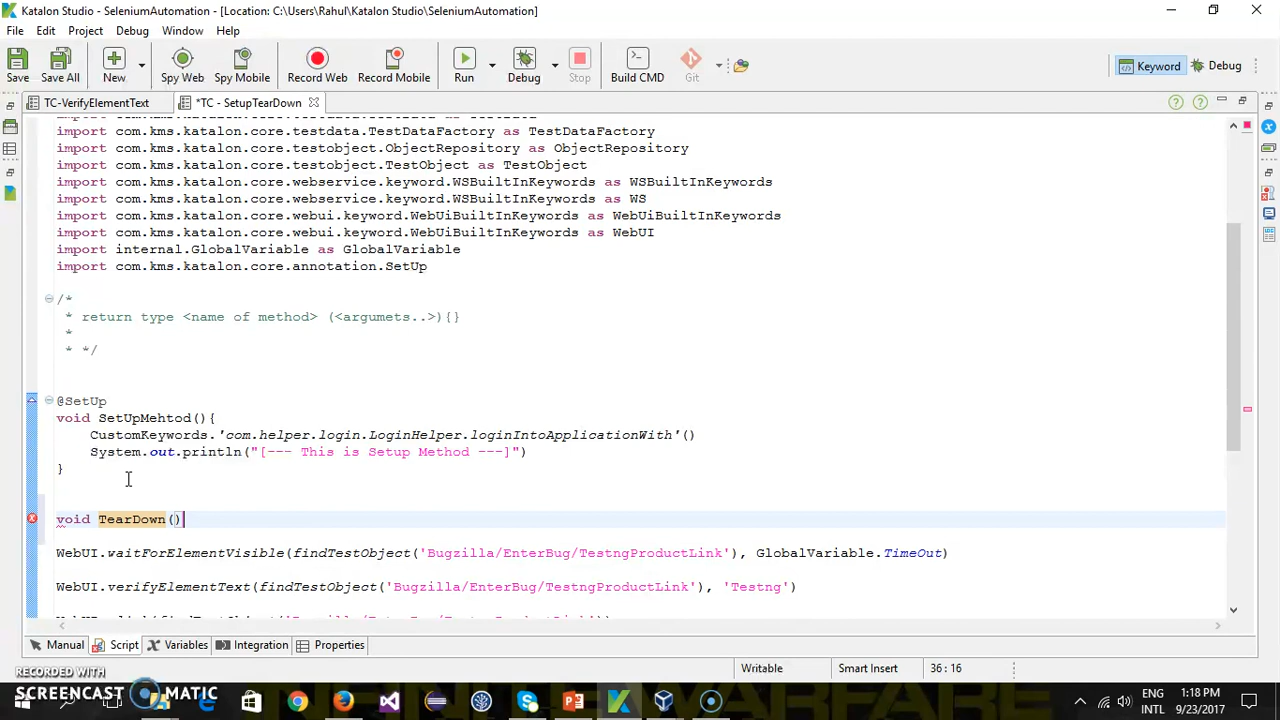 Katalon Studio - SeleniumAutomation - [Location: C:\Users\Rahul\Katalon Studio\SeleniumAutomation]
File Edit Project Debug Window Help
Save Save All New Spy Web Spy Mobile Record Web Record Mobile Run Debug Stop Build CMD Git Keyword Debug
TC-VerifyElementText *TC - SetupTearDown
import com.kms.katalon.core.testdata.TestDataFactory as TestDataFactory
import com.kms.katalon.core.testobject.ObjectRepository as ObjectRepository
import com.kms.katalon.core.testobject.TestObject as TestObject
import com.kms.katalon.core.webservice.keyword.WSBuiltInKeywords as WSBuiltInKeywords
import com.kms.katalon.core.webservice.keyword.WSBuiltInKeywords as WS
import com.kms.katalon.core.webui.keyword.WebUiBuiltInKeywords as WebUiBuiltInKeywords
import com.kms.katalon.core.webui.keyword.WebUiBuiltInKeywords as WebUI
import internal.GlobalVariable as GlobalVariable
import com.kms.katalon.core.annotation.SetUp
/*
* return type <name of method> (<argumets..>){}
*
* */
@SetUp
void SetUpMehtod(){
CustomKeywords.'com.helper.login.LoginHelper.loginIntoApplicationWith'()
System.out.println("[--- This is Setup Method ---]")
}
void TearDown()
WebUI.waitForElementVisible(findTestObject('Bugzilla/EnterBug/TestngProductLink'), GlobalVariable.TimeOut)
WebUI.verifyElementText(findTestObject('Bugzilla/EnterBug/TestngProductLink'), 'Testng')
Manual Script Variables Integration Properties
Writable Smart Insert 36 : 16
RECORDED WITH
SCREENCAST MATIC
ENG 1:18 PM
INTL 9/23/2017